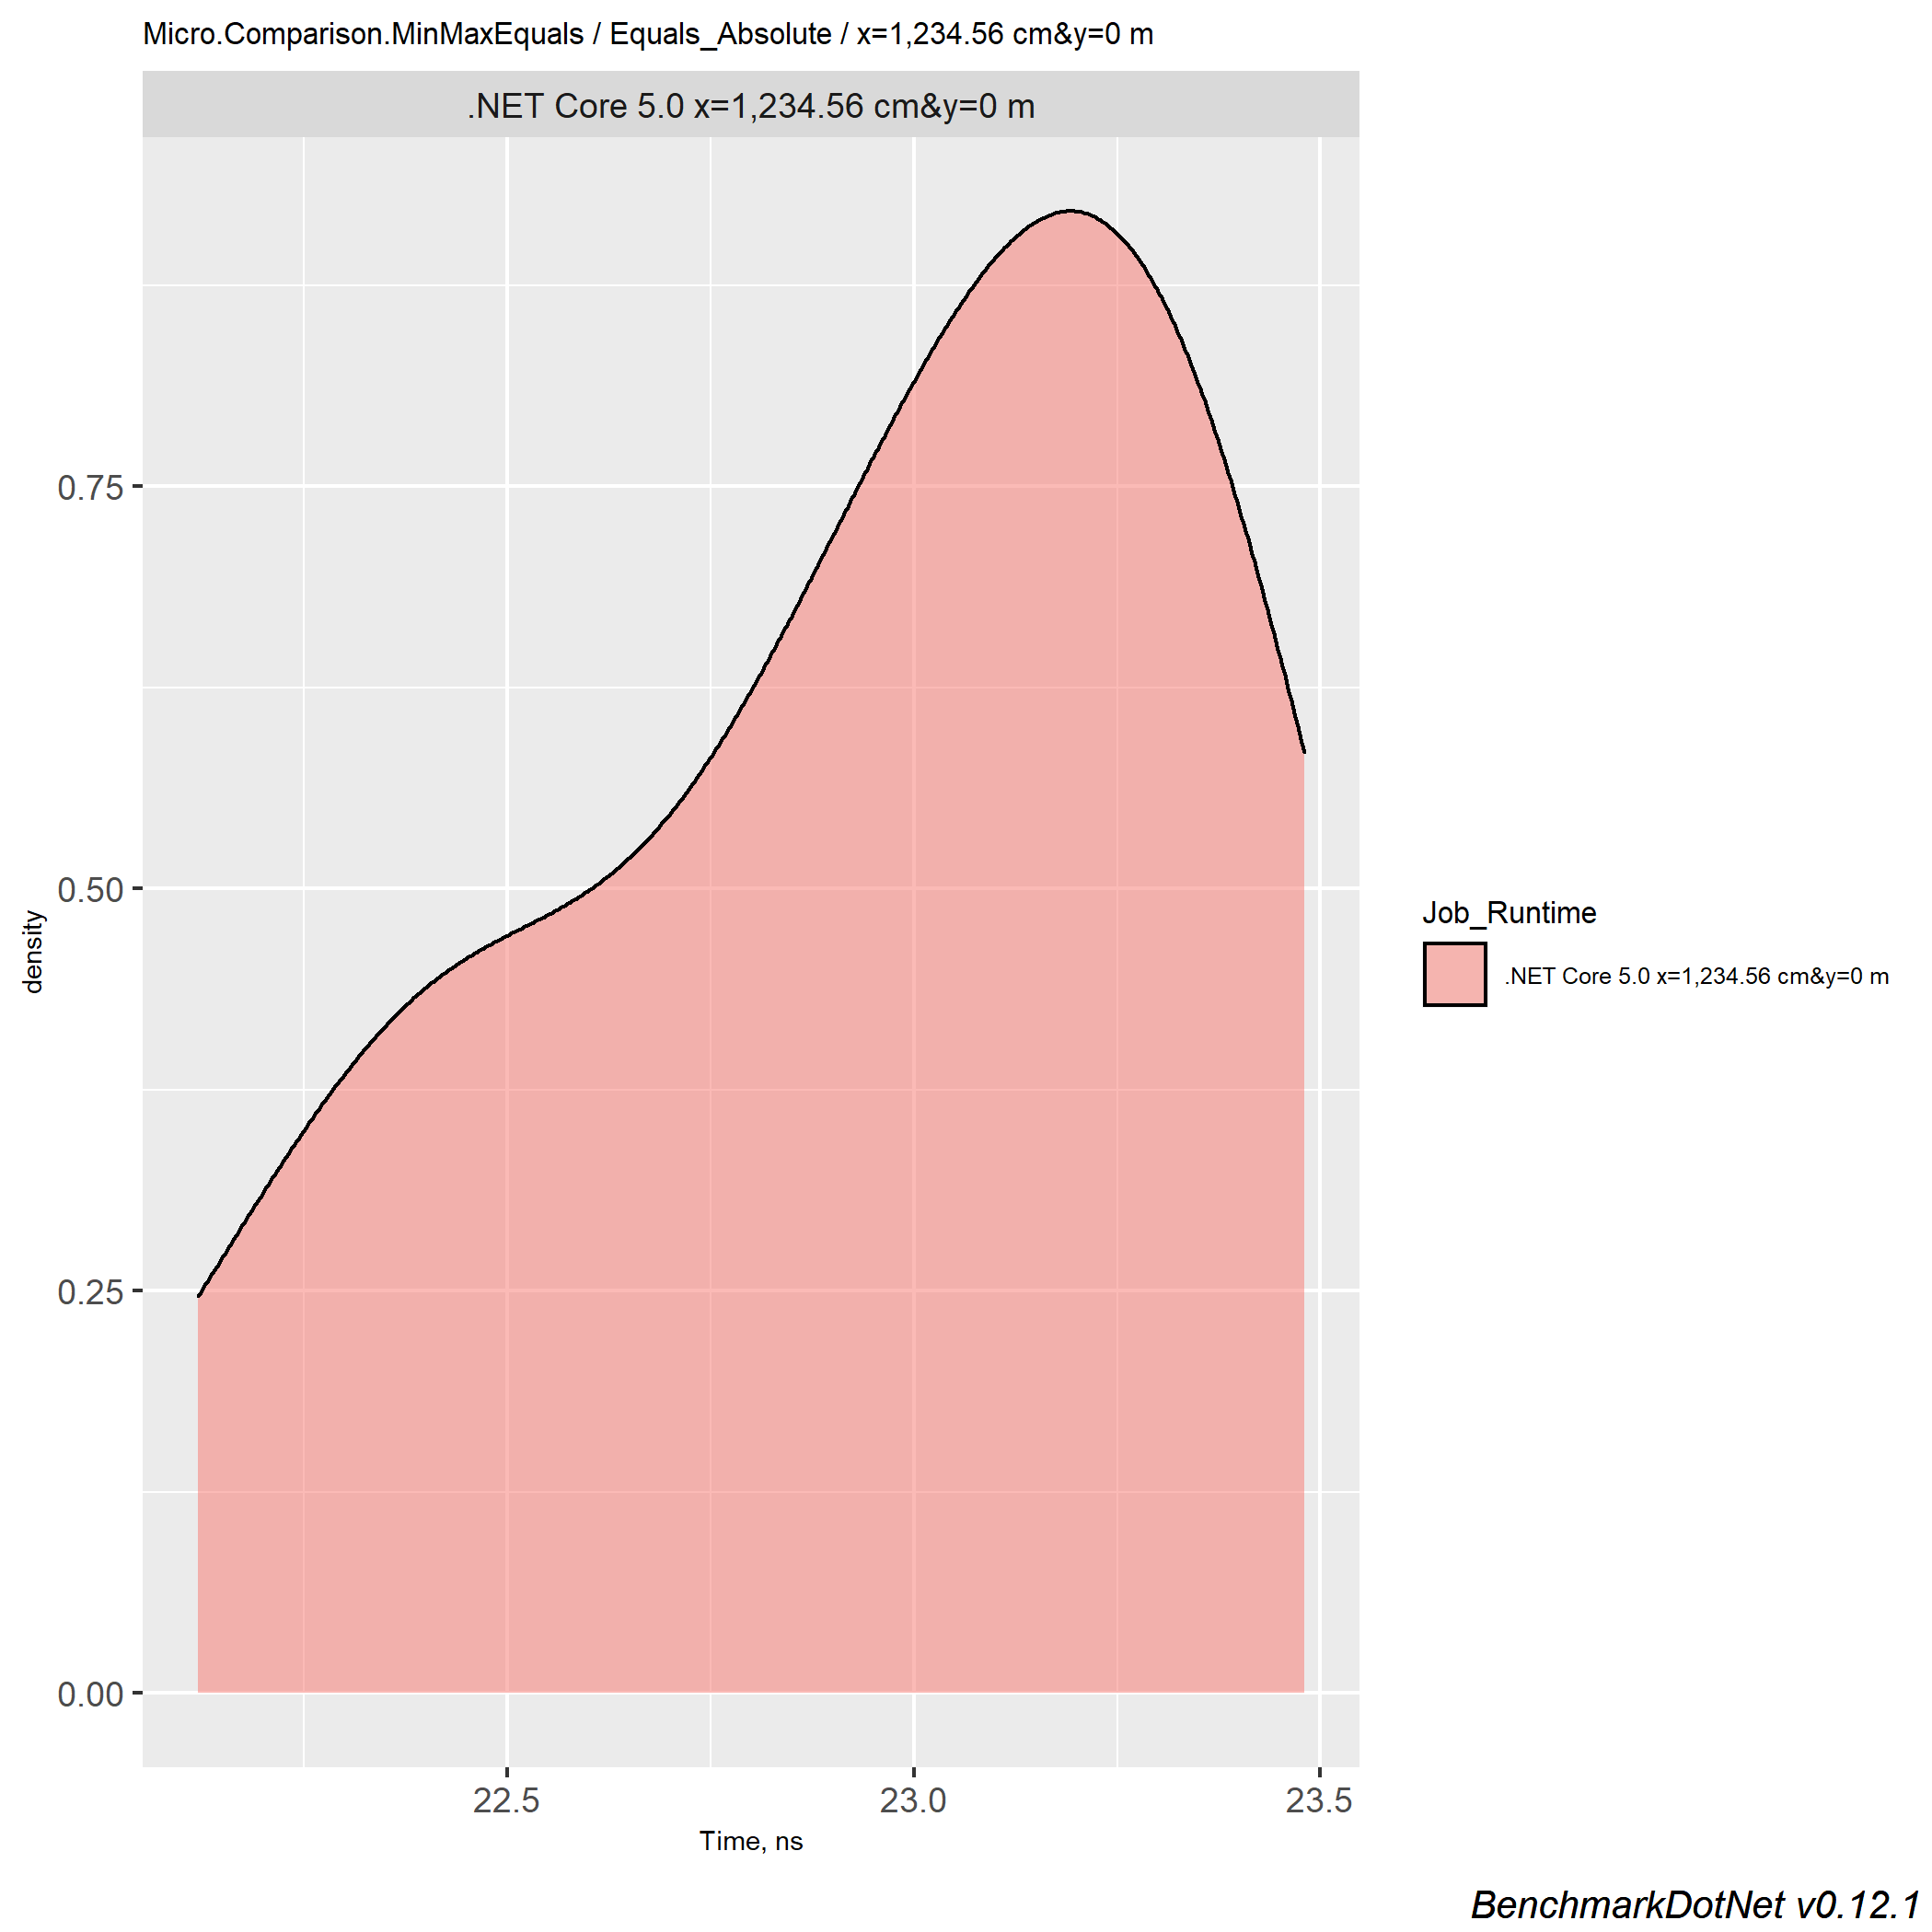 Micro.Comparison.MinMaxEquals / Equals_Absolute / x=1,234.56 cm&y=0 m
.NET Core 5.0 x=1,234.56 cm&y=0 m
0.75
0.50
0.25
0.00
density
22.5 23.0 23.5
Time, ns
Job_Runtime
.NET Core 5.0 x=1,234.56 cm&y=0 m
BenchmarkDotNet v0.12.1